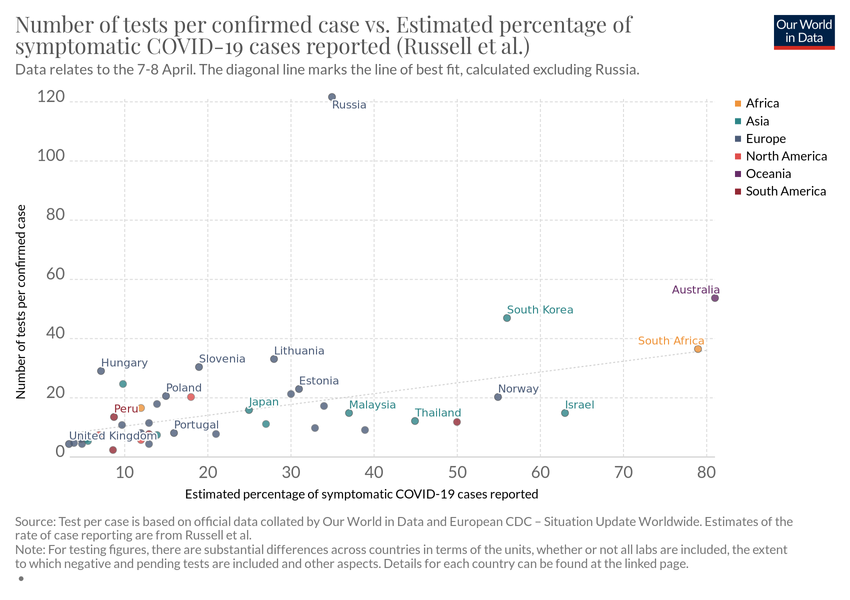 Number of tests per confirmed case vs. Estimated percentage of
symptomatic COVID-19 cases reported (Russell et al.)
Our World
in Data
Data relates to the 7-8 April. The diagonal line marks the line of best fit, calculated excluding Russia.
120
100
80
60
40
20
0
Number of tests per confirmed case
Russia
Africa
Asia
Europe
North America
Oceania
South America
Australia
South Korea
South Africa
Lithuania
Slovenia
Hungary
Estonia
Poland
Norway
Japan
Malaysia
Israel
Peru
Thailand
Portugal
United Kingdom
10
20
30
40
50
60
70
80
Estimated percentage of symptomatic COVID-19 cases reported
Source: Test per case is based on official data collated by Our World in Data and European CDC – Situation Update Worldwide. Estimates of the
rate of case reporting are from Russell et al.
Note: For testing figures, there are substantial differences across countries in terms of the units, whether or not all labs are included, the extent
to which negative and pending tests are included and other aspects. Details for each country can be found at the linked page.
•